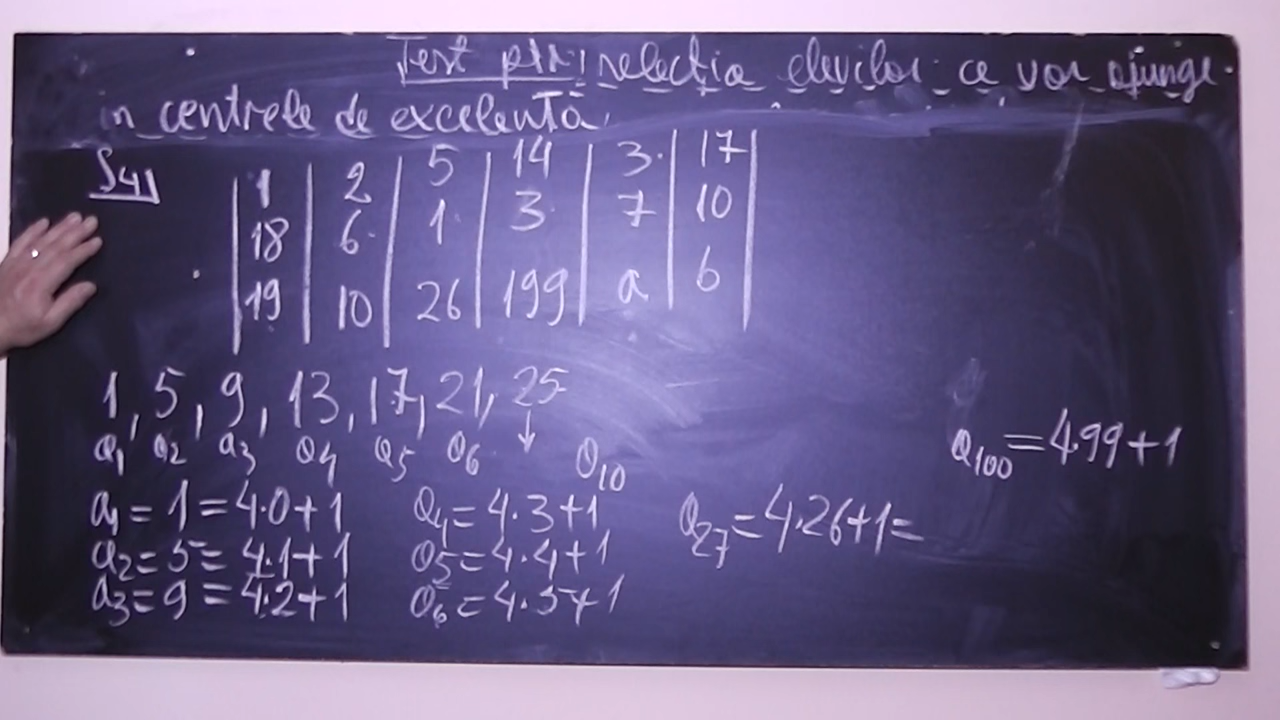 Test ptr. selecția elevilor ce vor ajunge
în centrele de excelență.
S41
1 | 2 | 5 | 14 | 3 | 17
18 | 6 | 1 | 3 | 7 | 10
19 | 10 | 26 | 199 | a | 6
1, 5, 9, 13, 17, 21, 25
a1 a2 a3 a4 a5 a6 ↓ a10
a1 = 1 = 4·0+1
a2 = 5 = 4·1+1
a3 = 9 = 4·2+1
a4 = 4·3+1
a5 = 4·4+1
a6 = 4·5+1
a27 = 4·26+1=
a100 = 4·99+1